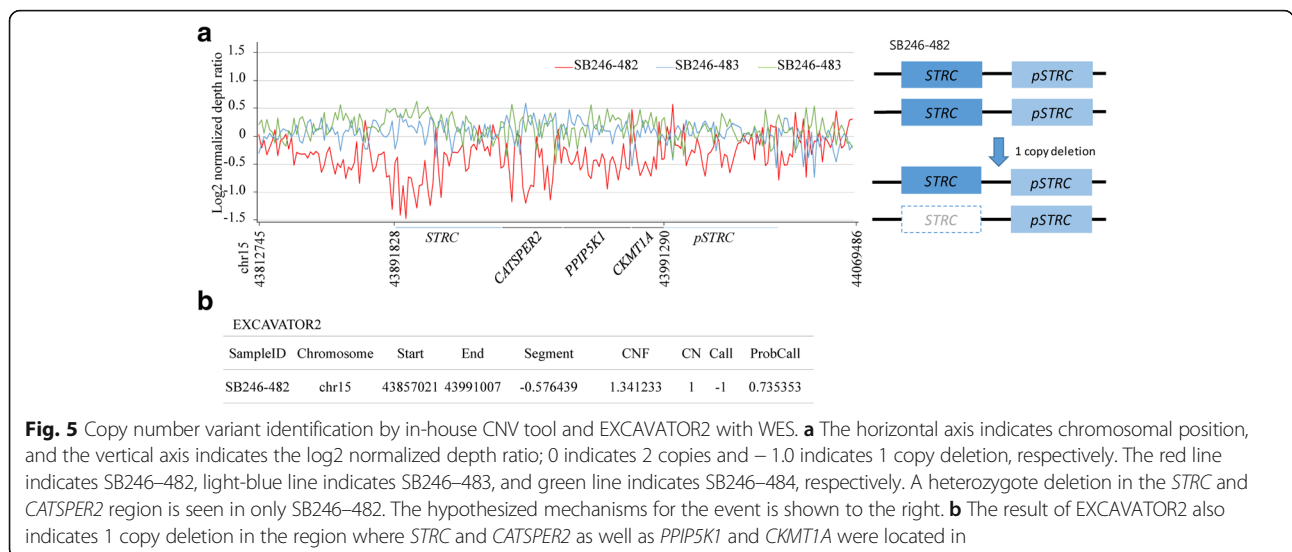 a
Log2 normalized depth ratio
1.5
1.0
0.5
0
-0.5
-1.0
-1.5
SB246-482 SB246-483 SB246-483
chr15
43812745
43891828
STRC
CATSPER2
PPIP5K1
CKMT1A
43991290
pSTRC
44069486
SB246-482
STRC pSTRC
STRC pSTRC
1 copy deletion
STRC pSTRC
STRC pSTRC
b
EXCAVATOR2
SampleID Chromosome Start End Segment CNF CN Call ProbCall
SB246-482 chr15 43857021 43991007 -0.576439 1.341233 1 -1 0.735353
Fig. 5 Copy number variant identification by in-house CNV tool and EXCAVATOR2 with WES. a The horizontal axis indicates chromosomal position,
and the vertical axis indicates the log2 normalized depth ratio; 0 indicates 2 copies and − 1.0 indicates 1 copy deletion, respectively. The red line
indicates SB246–482, light-blue line indicates SB246–483, and green line indicates SB246–484, respectively. A heterozygote deletion in the STRC and
CATSPER2 region is seen in only SB246–482. The hypothesized mechanisms for the event is shown to the right. b The result of EXCAVATOR2 also
indicates 1 copy deletion in the region where STRC and CATSPER2 as well as PPIP5K1 and CKMT1A were located in